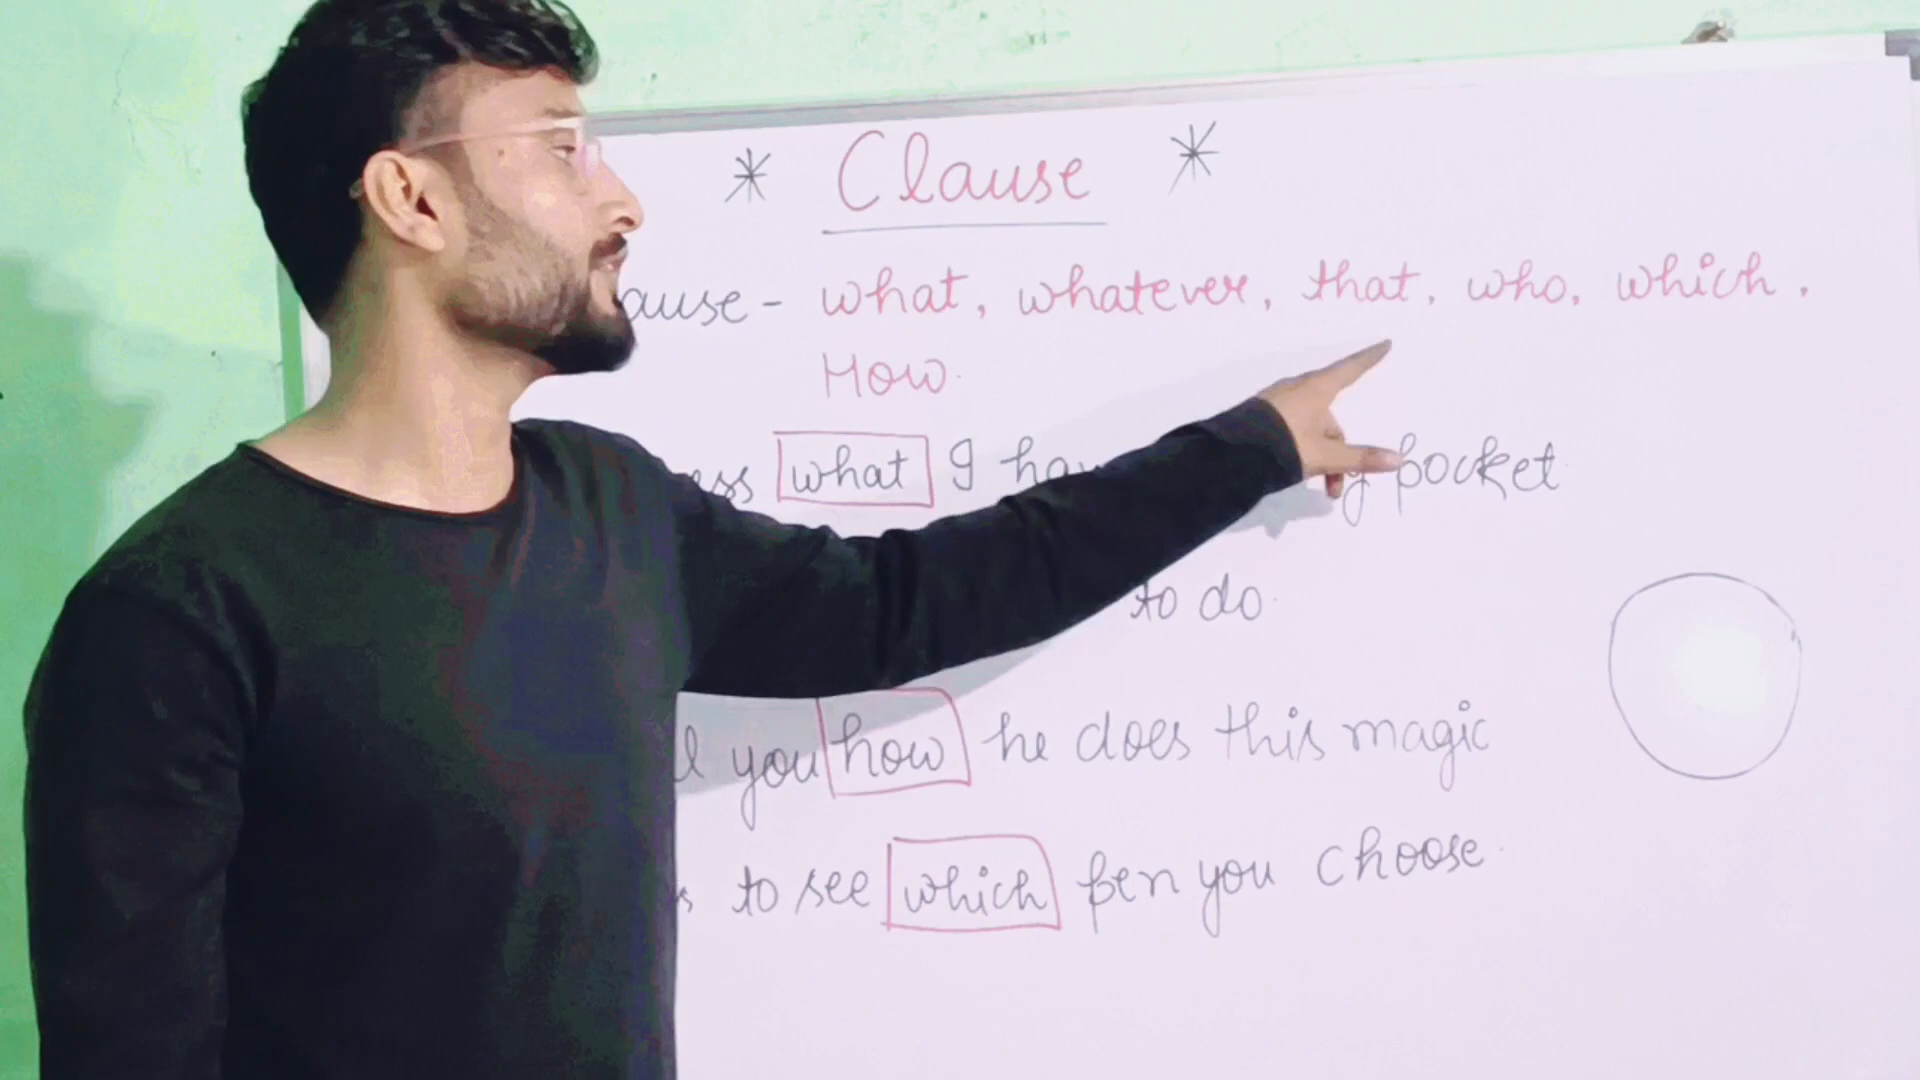 * Clause *
ause - what, whatever, that, who, which,
How.
ess what I ha y pocket
to do.
l you how he does this magic
s to see which pen you choose.